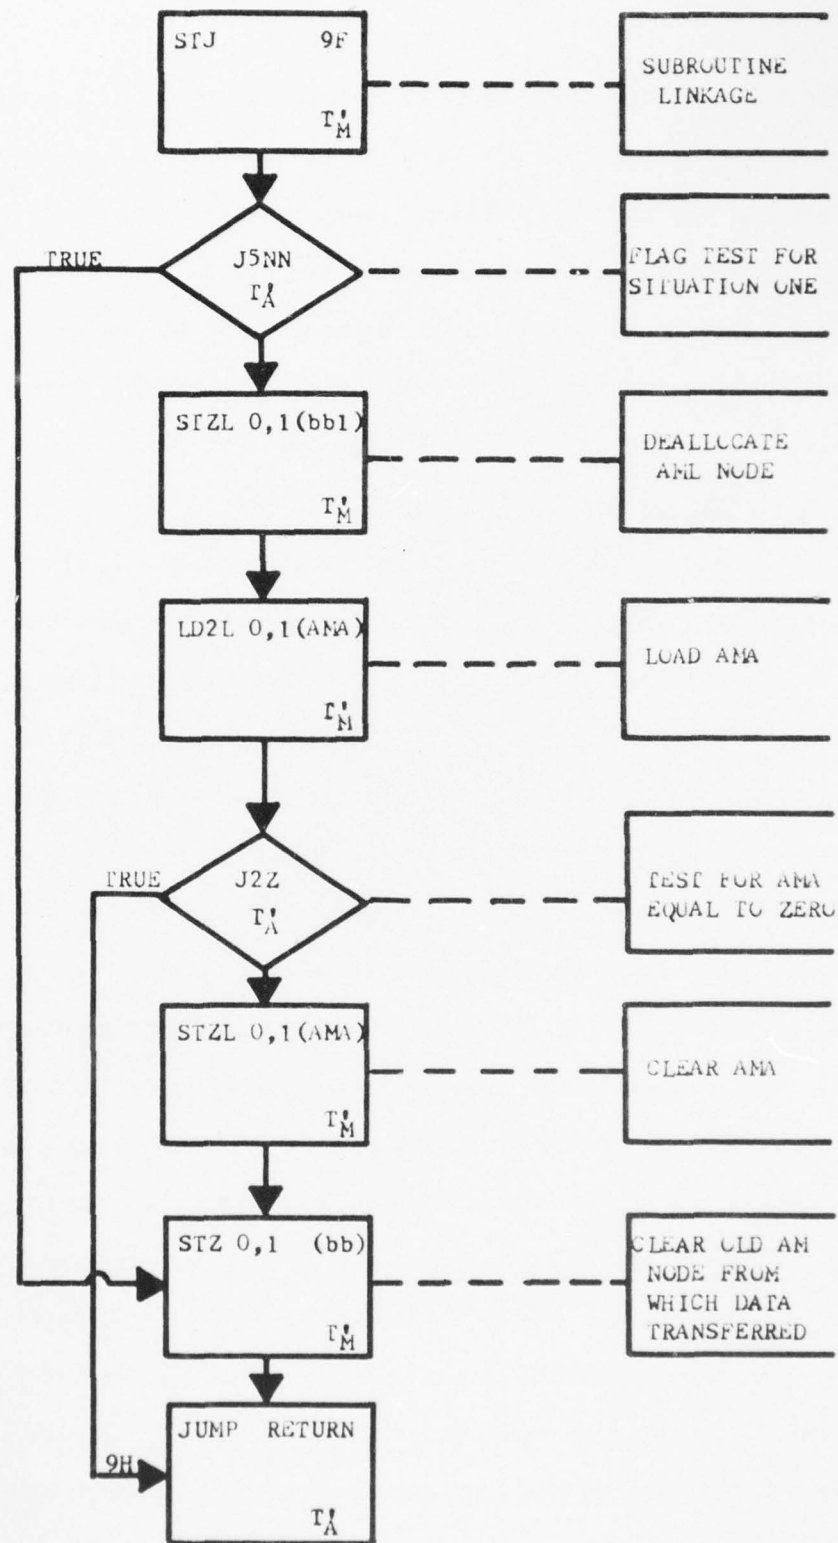 STJ 9F
T'M
SUBROUTINE
LINKAGE
TRUE
J5NN
T'A
FLAG TEST FOR
SITUATION ONE
STZL 0,1(bb1)
T'M
DEALLOCATE
AML NODE
LD2L 0,1(AMA)
T'M
LOAD AMA
TRUE
J2Z
T'A
TEST FOR AMA
EQUAL TO ZERO
STZL 0,1(AMA)
T'M
CLEAR AMA
STZ 0,1 (bb)
T'M
CLEAR OLD AM
NODE FROM
WHICH DATA
TRANSFERRED
JUMP RETURN
9H
T'A